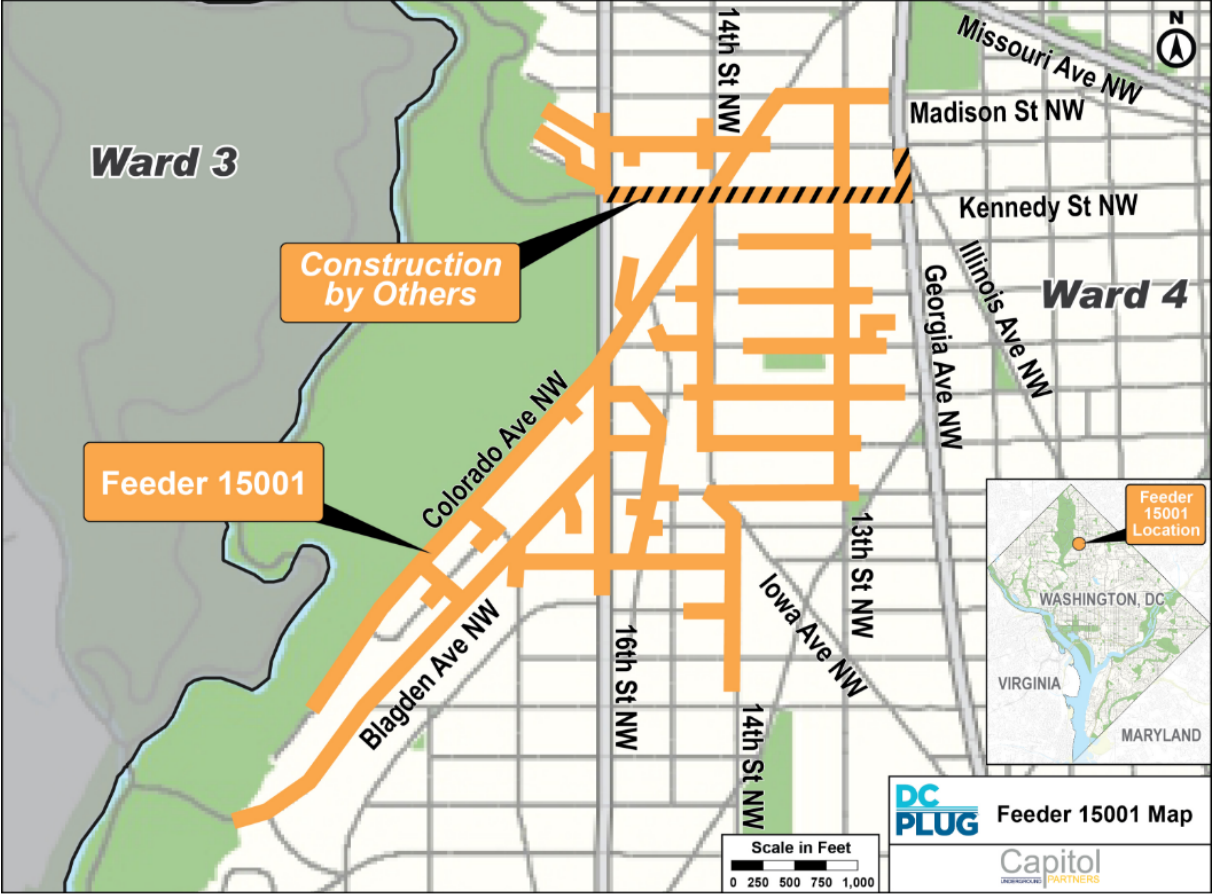 14th St NW
Missouri Ave NW
N
Madison St NW
Ward 3
Kennedy St NW
Construction
by Others
Illinois Ave NW
Ward 4
Georgia Ave NW
Colorado Ave NW
Feeder 15001
Feeder
15001
Location
13th St NW
WASHINGTON, DC
Iowa Ave NW
Blagden Ave NW
16th St NW
VIRGINIA
14th St NW
MARYLAND
DC
PLUG
Feeder 15001 Map
Scale in Feet
0 250 500 750 1,000
Capitol
UNDERGROUND PARTNERS